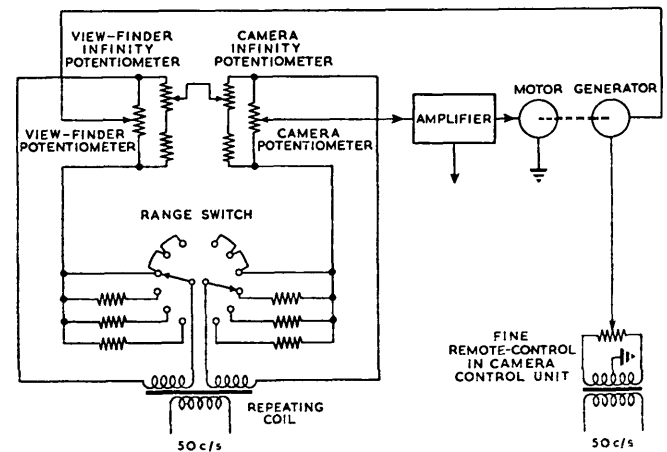 VIEW-FINDER
INFINITY
POTENTIOMETER
CAMERA
INFINITY
POTENTIOMETER
MOTOR
GENERATOR
AMPLIFIER
VIEW-FINDER
POTENTIOMETER
CAMERA
POTENTIOMETER
RANGE SWITCH
FINE
REMOTE-CONTROL
IN CAMERA
CONTROL UNIT
REPEATING
COIL
50 c/s
50 c/s